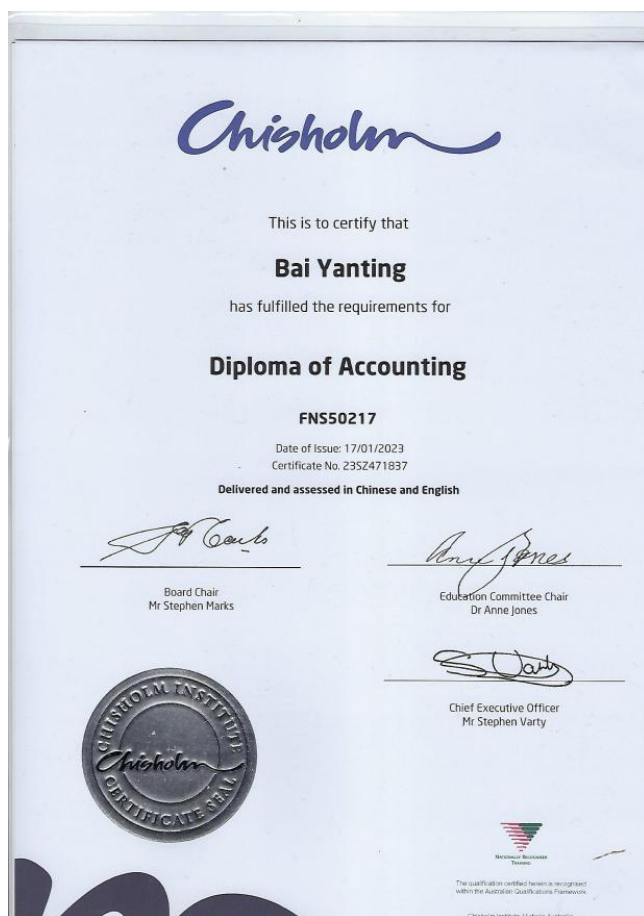 Chisholm
This is to certify that
Bai Yanting
has fulfilled the requirements for
Diploma of Accounting
FNS50217
Date of Issue: 17/01/2023
Certificate No. 23SZ471837
Delivered and assessed in Chinese and English
Board Chair
Mr Stephen Marks
Education Committee Chair
Dr Anne Jones
Chief Executive Officer
Mr Stephen Varty
CHISHOLM INSTITUTE
Chisholm
CERTIFICATE SEAL
NATIONALLY RECOGNISED
TRAINING
The qualification certified herein is recognised
within the Australian Qualifications Framework